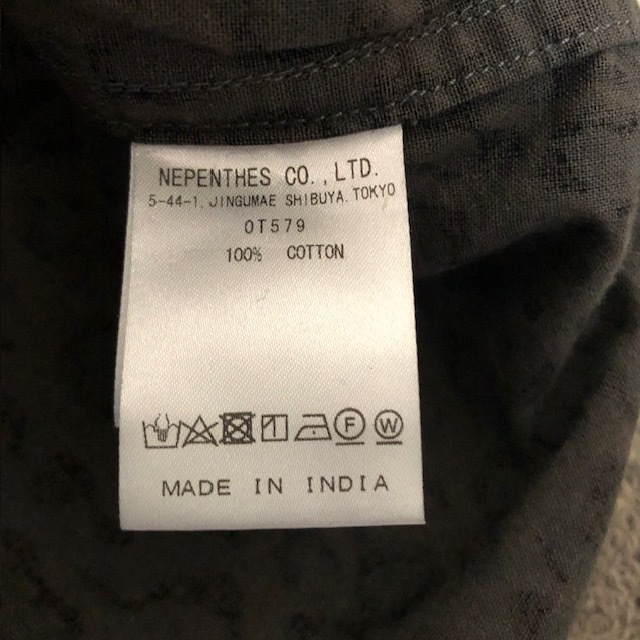 NEPENTHES CO.,LTD.
5-44-1, JINGUMAE SHIBUYA. TOKYO
OT579
100% COTTON
F W
MADE IN INDIA